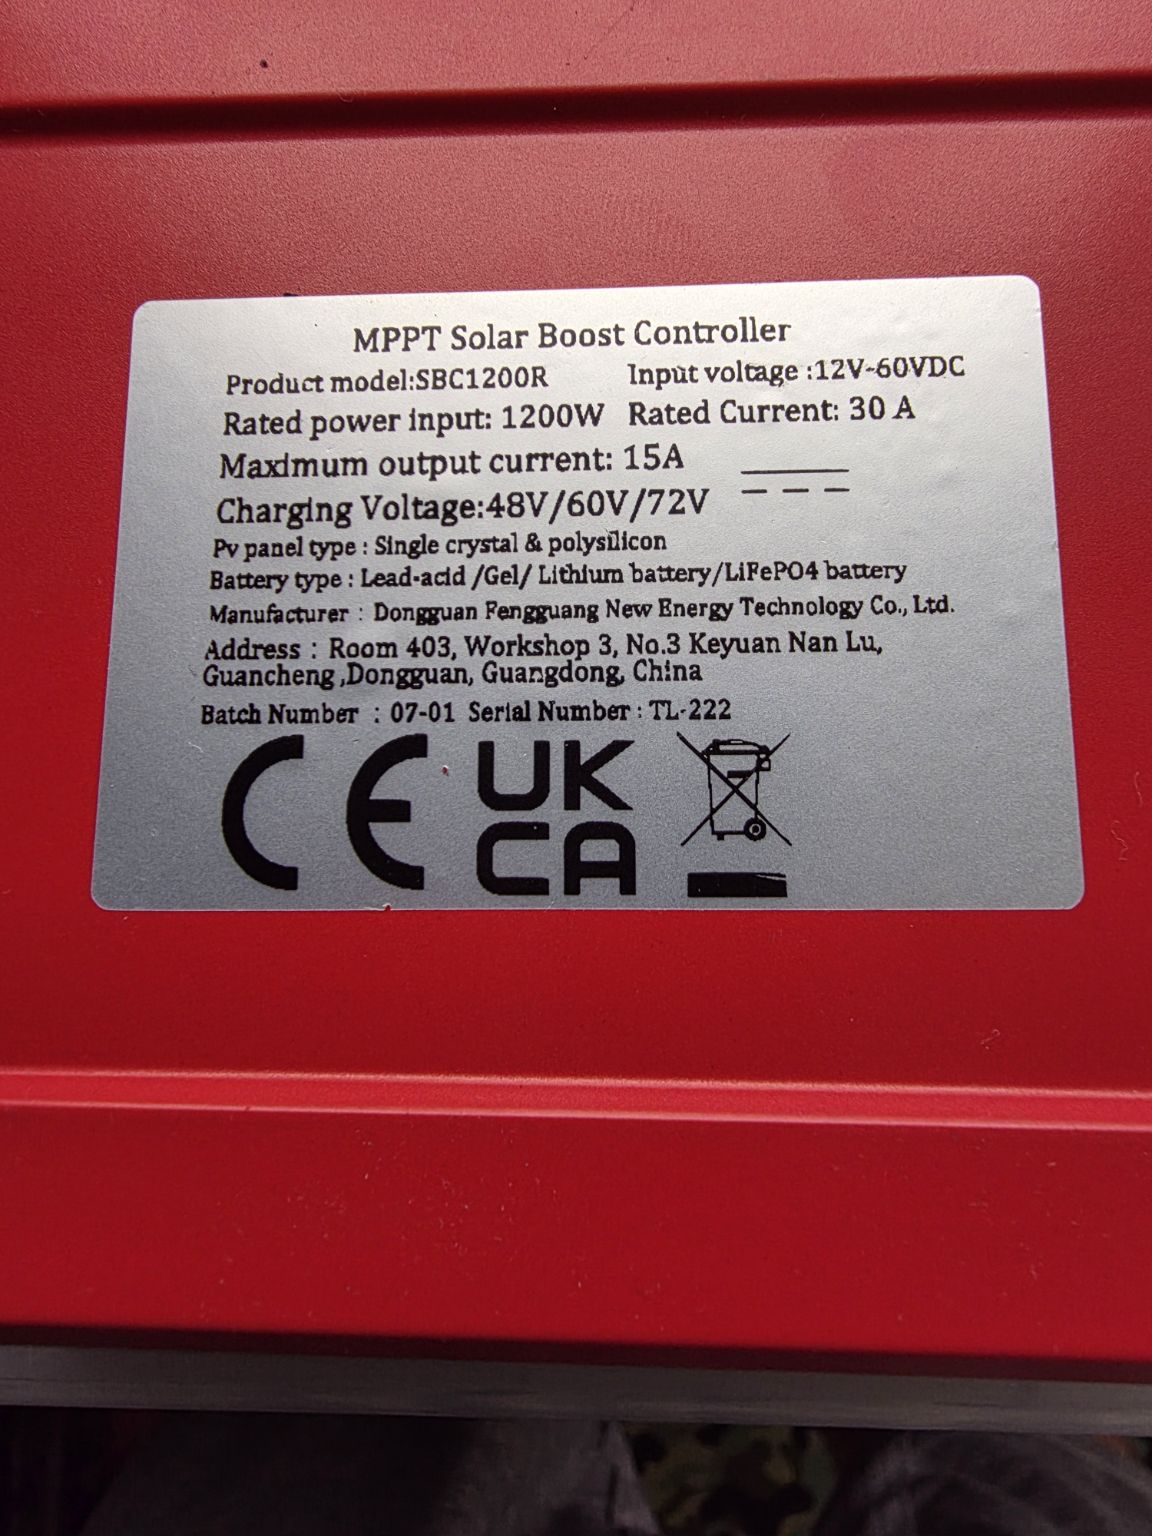 MPPT Solar Boost Controller
Product model:SBC1200R Input voltage :12V-60VDC
Rated power input: 1200W Rated Current: 30 A
Maximum output current: 15A
Charging Voltage:48V/60V/72V
Pv panel type : Single crystal & polysilicon
Battery type : Lead-acid /Gel/ Lithium battery/LiFePO4 battery
Manufacturer : Dongguan Fengguang New Energy Technology Co., Ltd.
Address : Room 403, Workshop 3, No.3 Keyuan Nan Lu,
Guancheng ,Dongguan, Guangdong, China
Batch Number : 07-01 Serial Number : TL-222
CE UK
CA